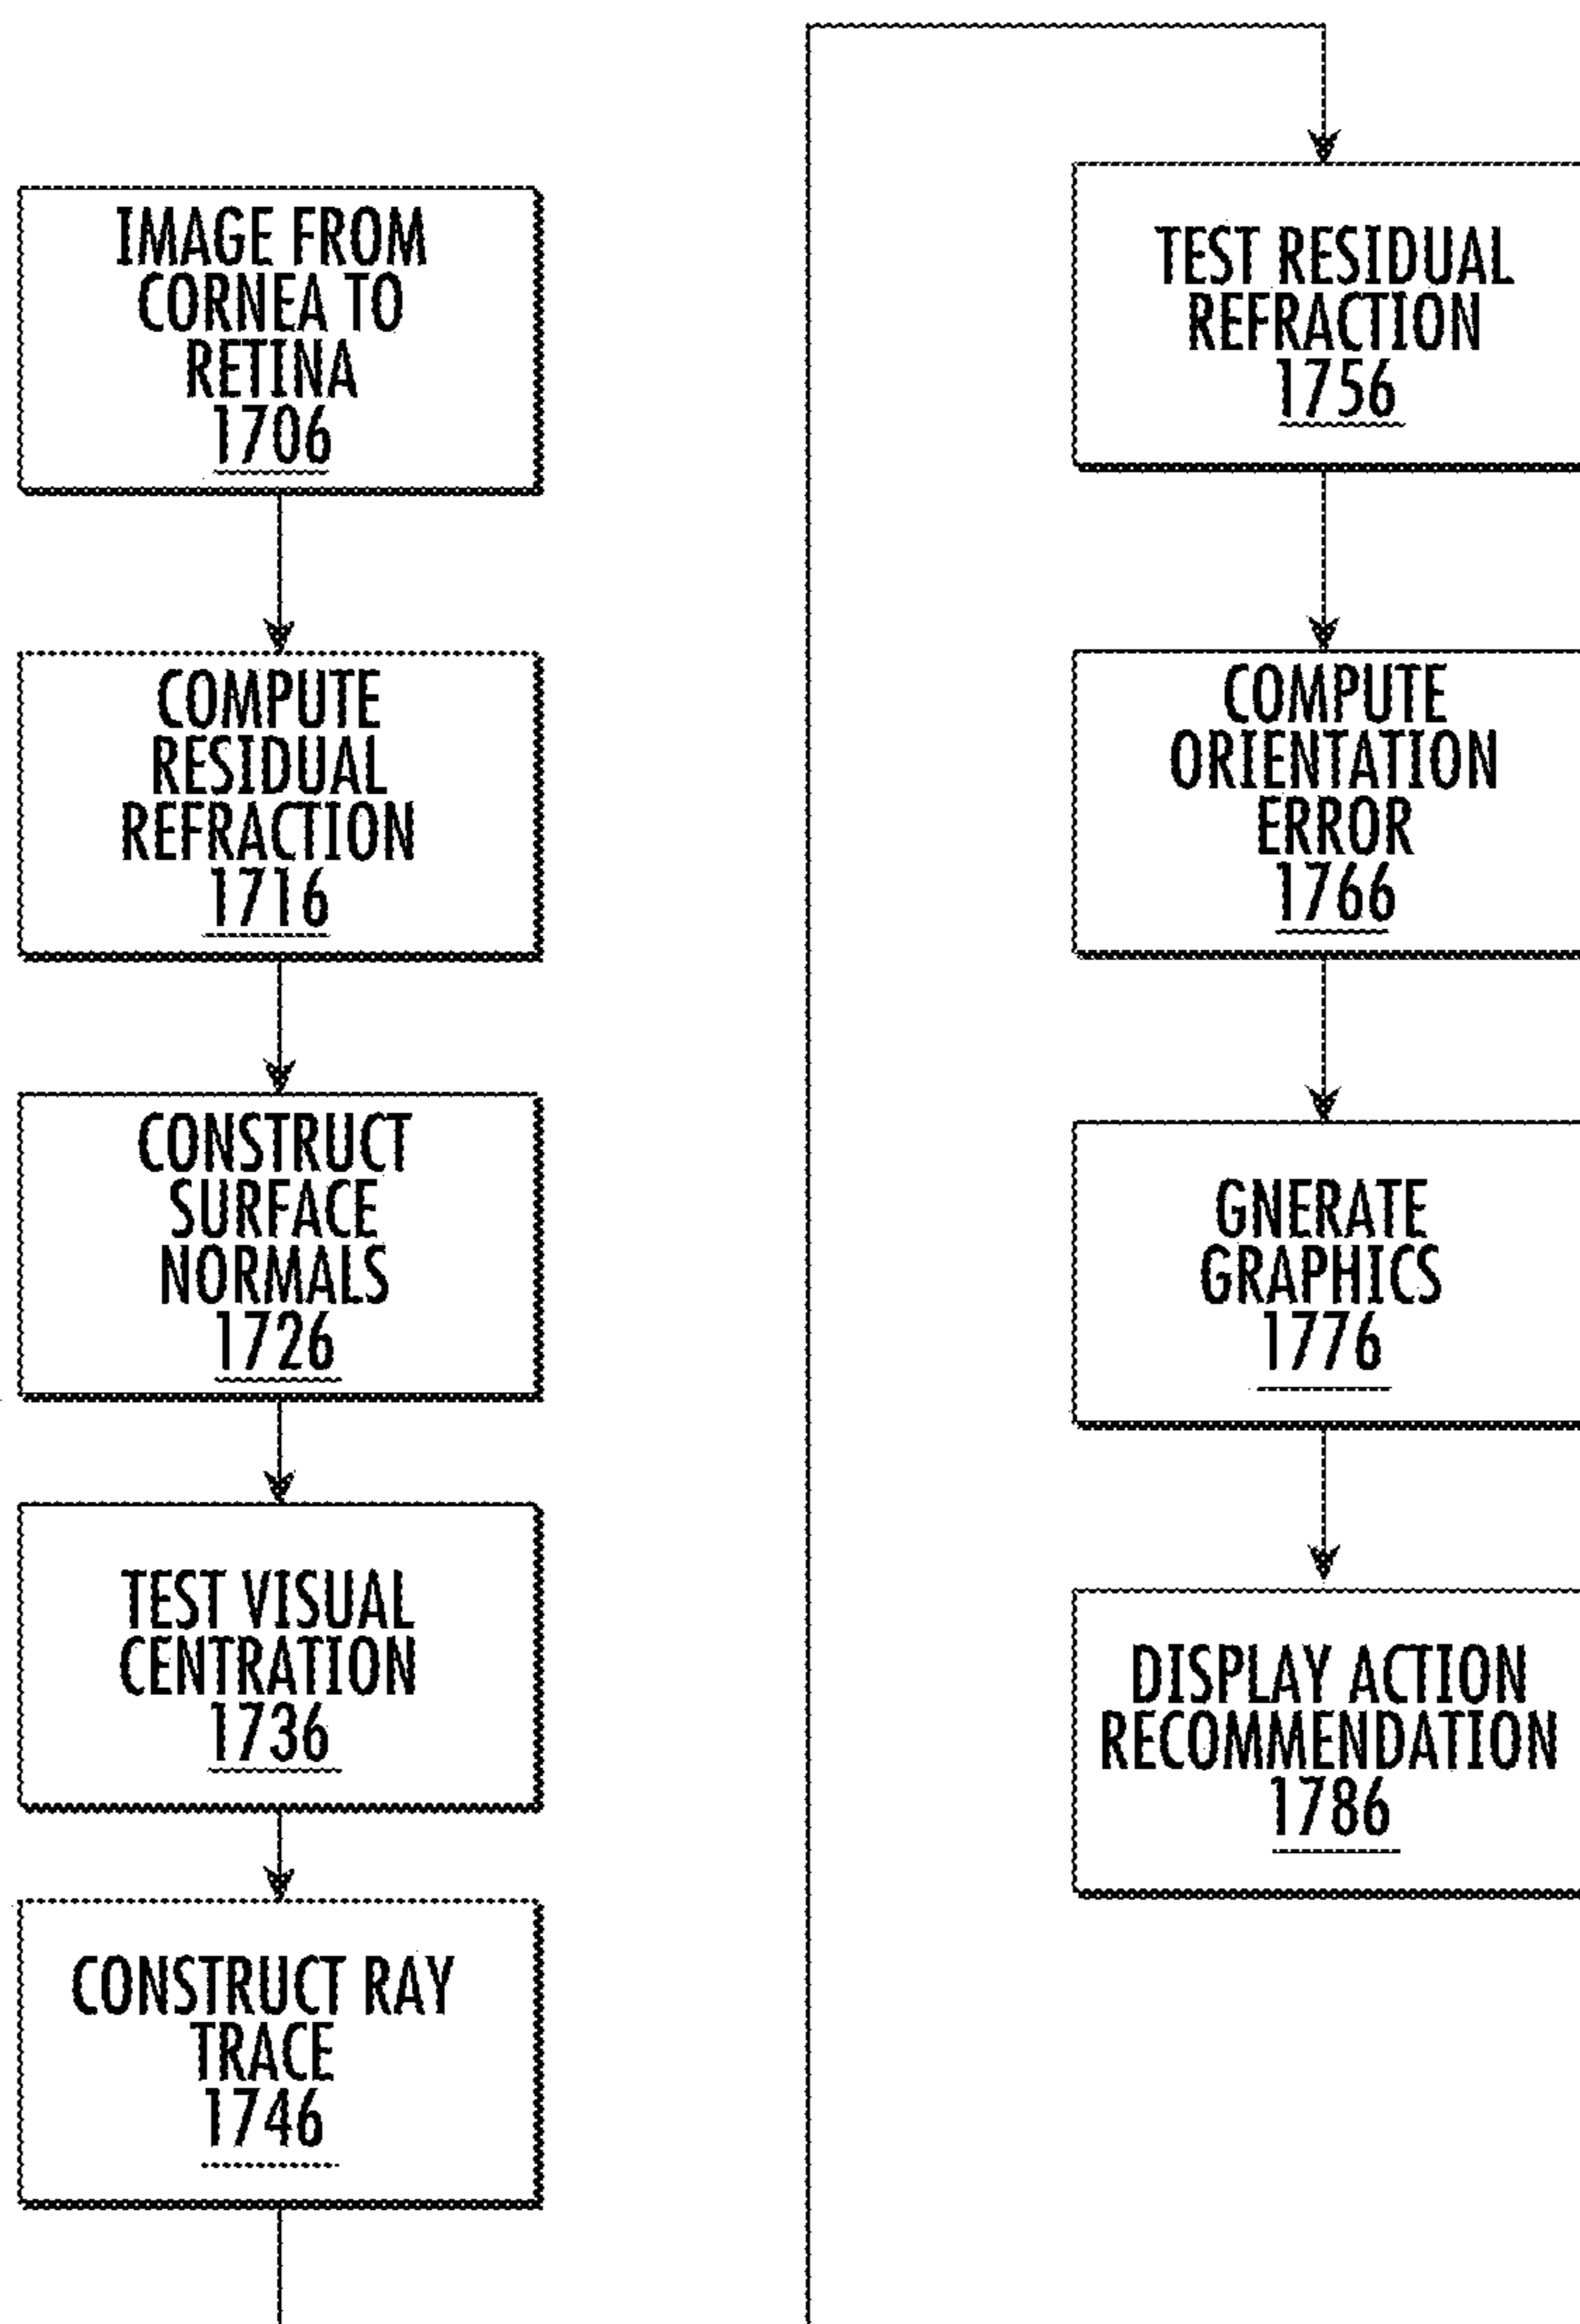 IMAGE FROM
CORNEA TO
RETINA
1706
COMPUTE
RESIDUAL
REFRACTION
1716
CONSTRUCT
SURFACE
NORMALS
1726
TEST VISUAL
CENTRATION
1736
CONSTRUCT RAY
TRACE
1746
TEST RESIDUAL
REFRACTION
1756
COMPUTE
ORIENTATION
ERROR
1766
GNERATE
GRAPHICS
1776
DISPLAY ACTION
RECOMMENDATION
1786